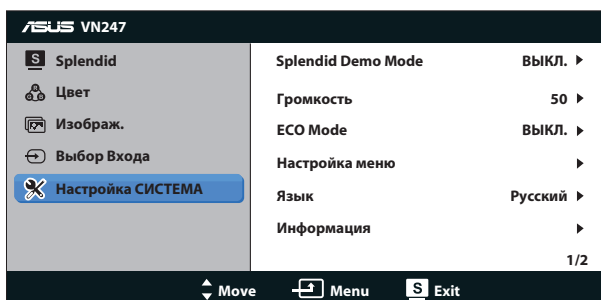 ASUS VN247
S Splendid
Цвет
Изображ.
Выбор Входа
Настройка СИСТЕМА
Splendid Demo Mode ВЫКЛ.
Громкость 50
ECO Mode ВЫКЛ.
Настройка меню
Язык Русский
Информация
1/2
Move Menu S Exit